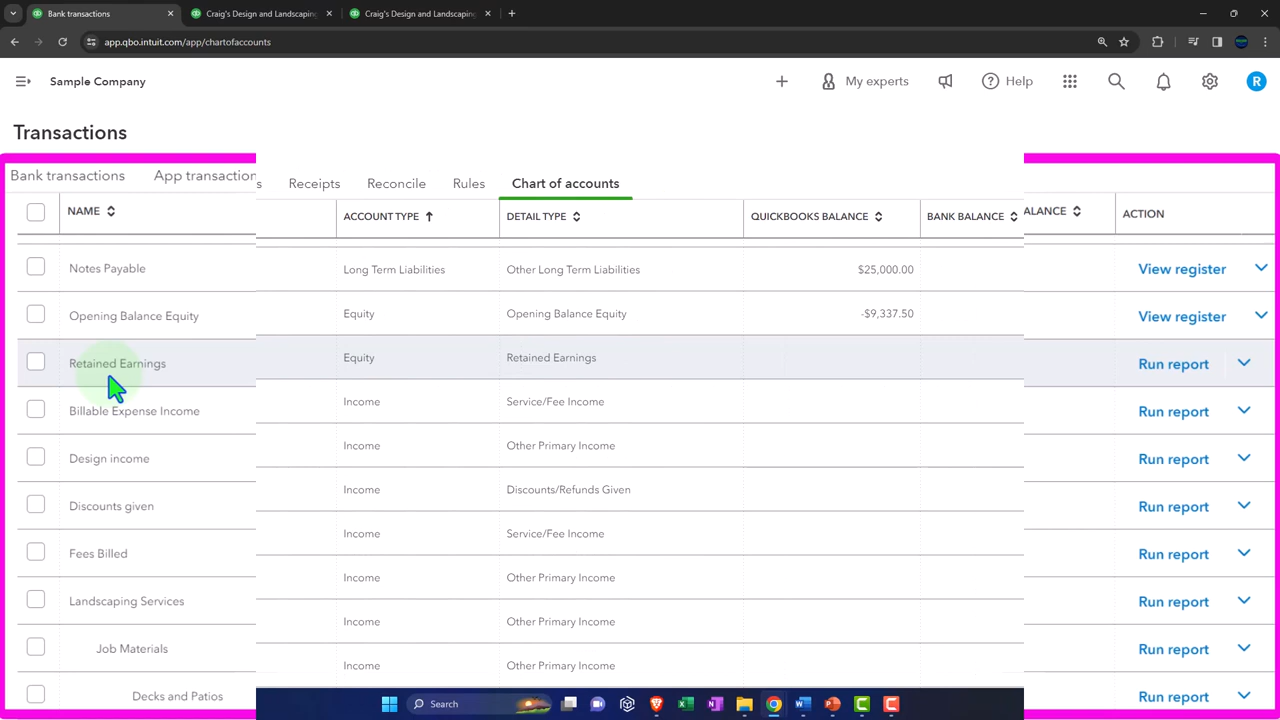 Bank transactions
Craig's Design and Landscaping
Craig's Design and Landscaping
app.qbo.intuit.com/app/chartofaccounts
Sample Company
My experts
Help
R
Transactions
Bank transactions App transaction s Receipts Reconcile Rules Chart of accounts
NAME ACCOUNT TYPE DETAIL TYPE QUICKBOOKS BALANCE BANK BALANCE ALANCE ACTION
Notes Payable Long Term Liabilities Other Long Term Liabilities $25,000.00 View register
Opening Balance Equity Equity Opening Balance Equity -$9,337.50 View register
Retained Earnings Equity Retained Earnings Run report
Billable Expense Income Income Service/Fee Income Run report
Design income Income Other Primary Income Run report
Discounts given Income Discounts/Refunds Given Run report
Fees Billed Income Service/Fee Income Run report
Landscaping Services Income Other Primary Income Run report
Job Materials Income Other Primary Income Run report
Decks and Patios Income Other Primary Income Run report
Search